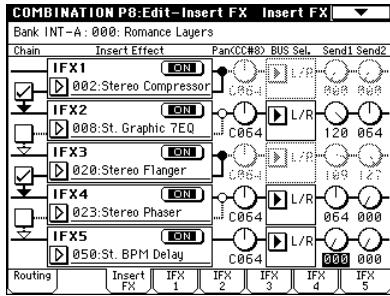 COMBINATION P8:Edit-Insert FX Insert FX
Bank INT-A: 000: Romance Layers
Chain Insert Effect Pan(CC#8) BUS Sel. Send1 Send2
IFX1 ON
002:Stereo Compressor C064 L/R 000 000
IFX2 ON
008:St. Graphic 7EQ C064 L/R 120 064
IFX3 ON
020:Stereo Flanger C064 L/R 109 127
IFX4 ON
023:Stereo Phaser C064 L/R 064 000
IFX5 ON
050:St. BPM Delay C064 L/R 000 000
Routing Insert FX IFX 1 IFX 2 IFX 3 IFX 4 IFX 5